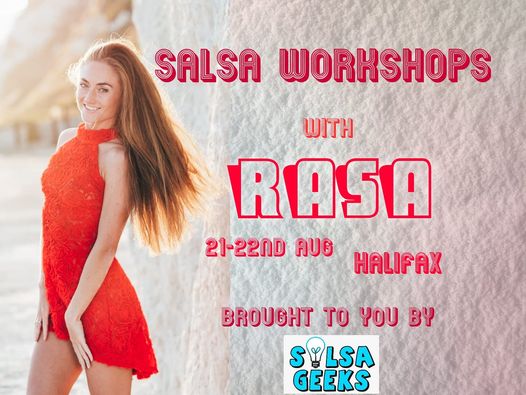 SALSA WORKSHOPS
WITH
RASA
21-22ND AUG
HALIFAX
BROUGHT TO YOU BY
SALSA
GEEKS